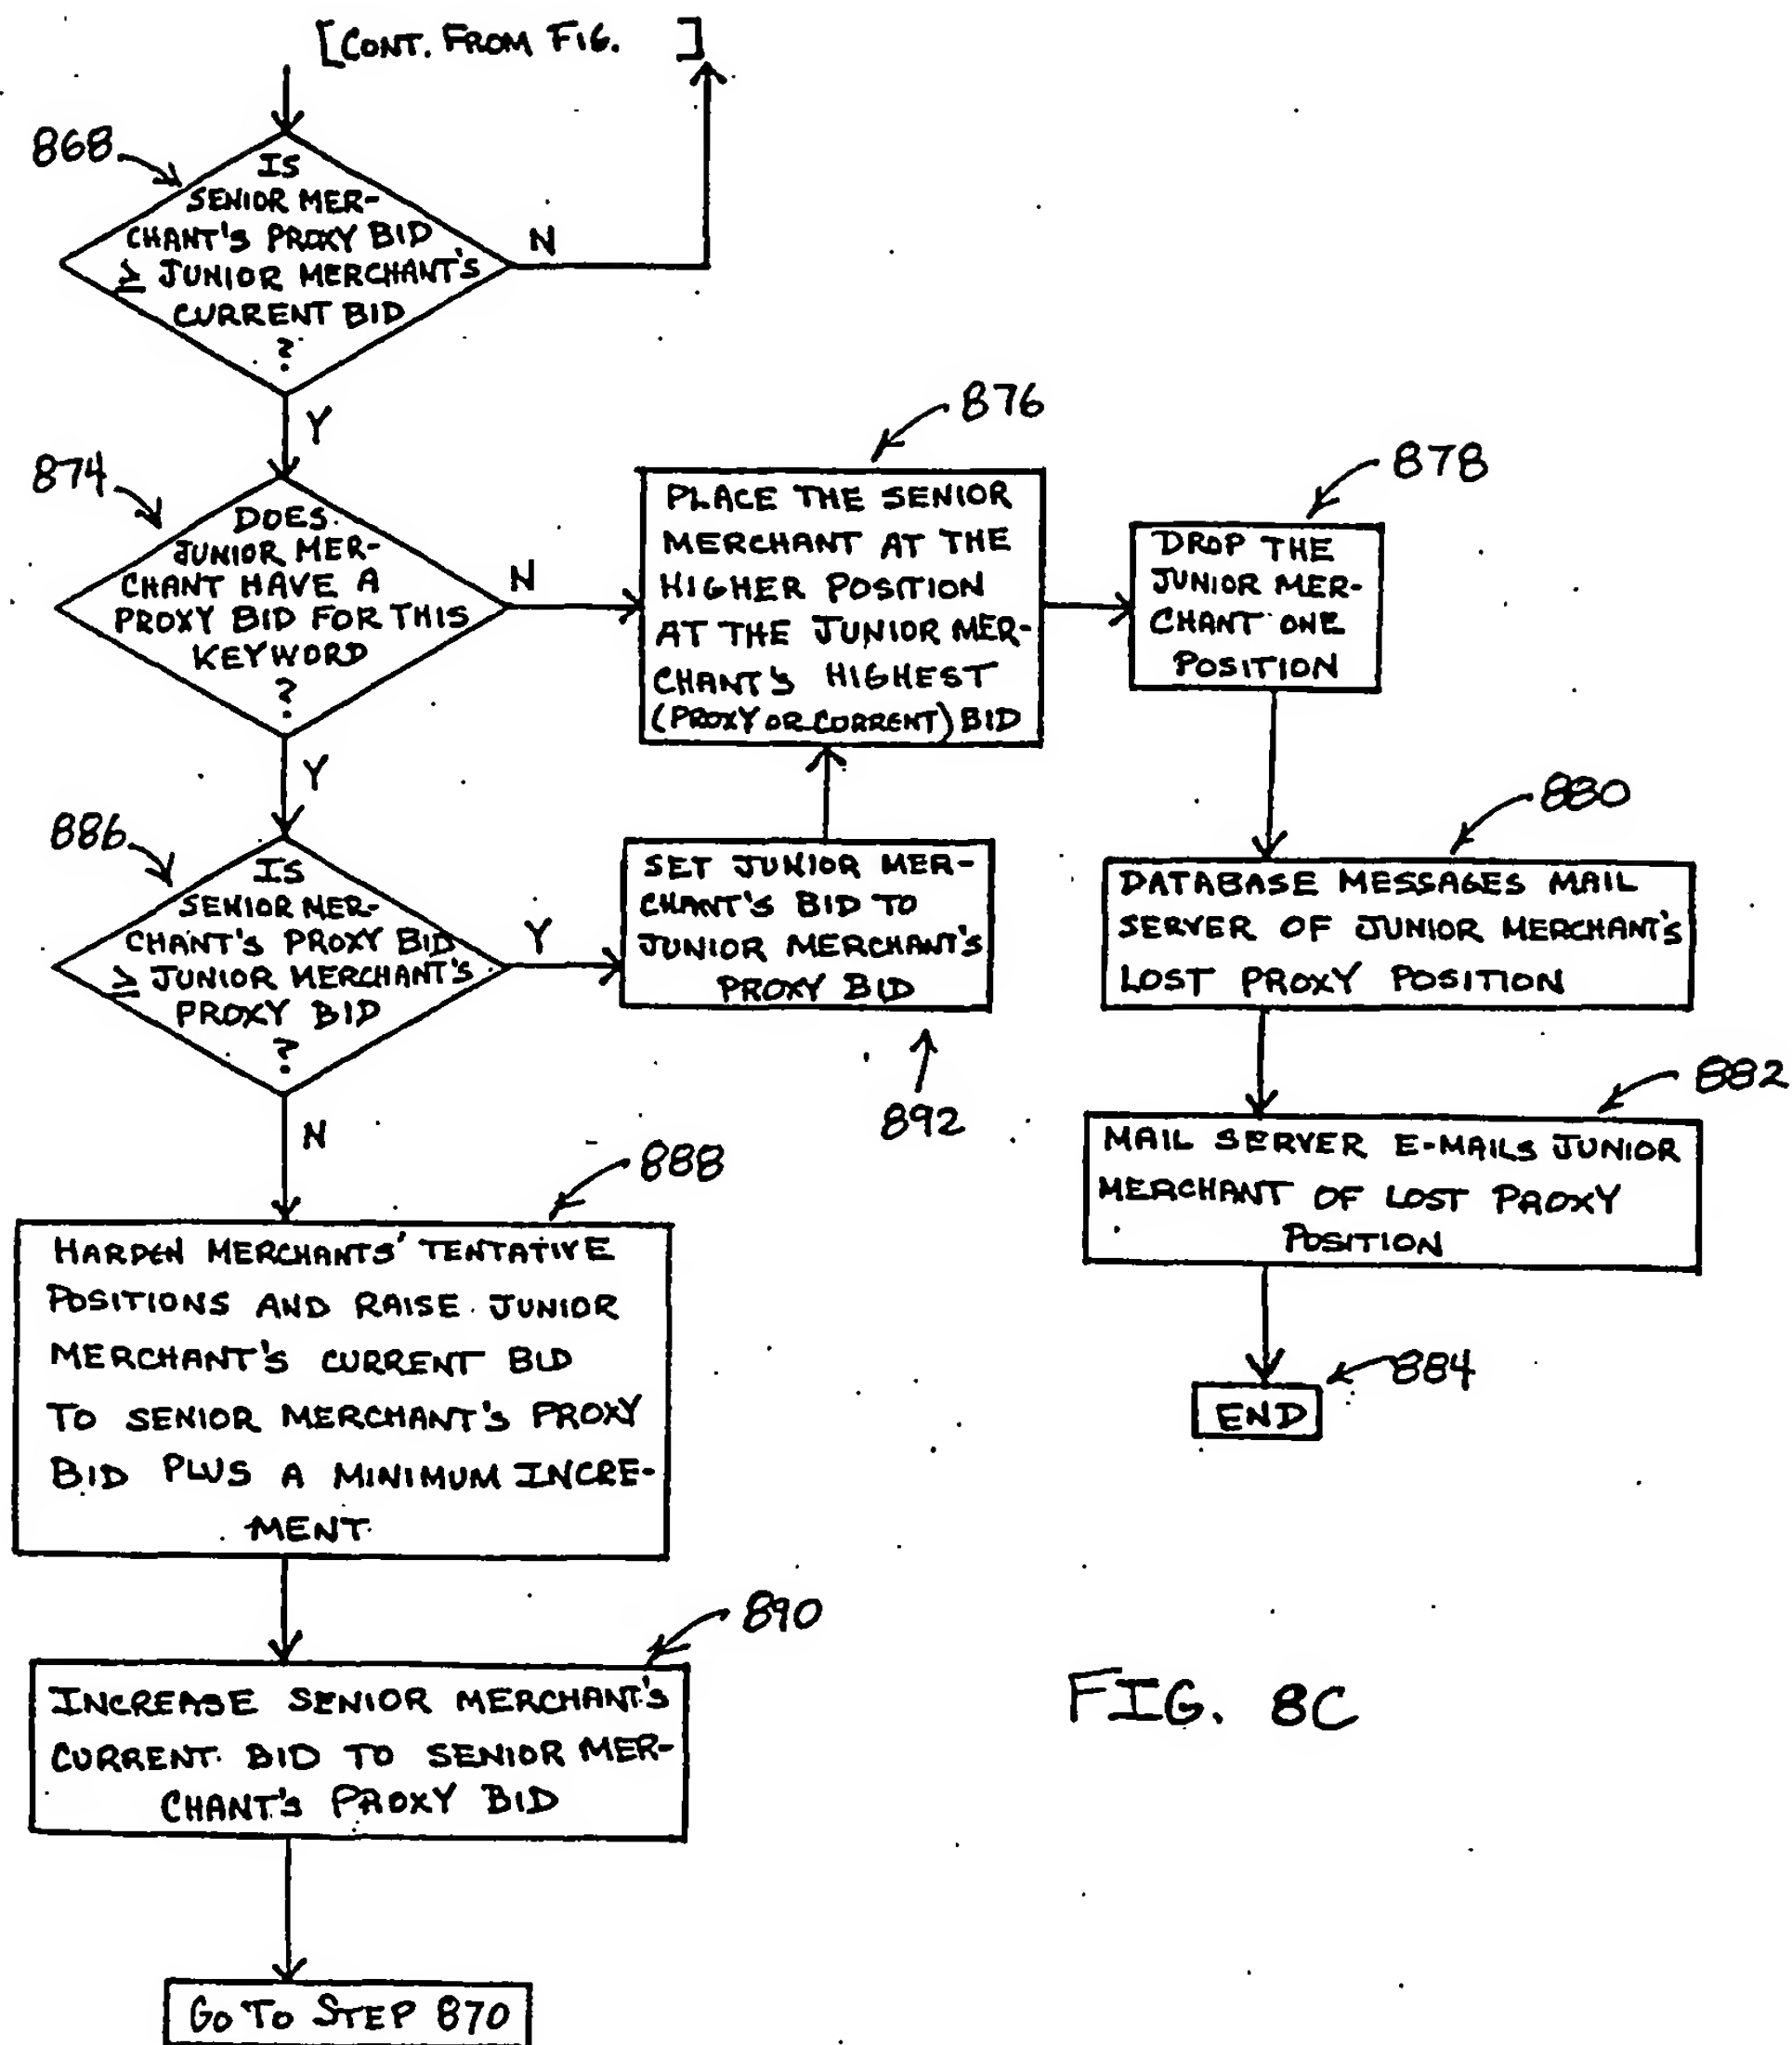 [CONT. FROM FIG. ]
868
IS
SENIOR MER-
CHANT'S PROXY BID
≥ JUNIOR MERCHANT'S
CURRENT BID
?
N
Y
874
DOES
JUNIOR MER-
CHANT HAVE A
PROXY BID FOR THIS
KEYWORD
?
N
Y
876
PLACE THE SENIOR
MERCHANT AT THE
HIGHER POSITION
AT THE JUNIOR MER-
CHANT'S HIGHEST
(PROXY OR CURRENT) BID
878
DROP THE
JUNIOR MER-
CHANT ONE
POSITION
886
IS
SENIOR MER-
CHANT'S PROXY BID
≥ JUNIOR MERCHANT'S
PROXY BID
?
Y
N
SET JUNIOR MER-
CHANT'S BID TO
JUNIOR MERCHANT'S
PROXY BID
892
880
DATABASE MESSAGES MAIL
SERVER OF JUNIOR MERCHANT'S
LOST PROXY POSITION
882
MAIL SERVER E-MAILS JUNIOR
MERCHANT OF LOST PROXY
POSITION
884
END
888
HARDEN MERCHANTS' TENTATIVE
POSITIONS AND RAISE JUNIOR
MERCHANT'S CURRENT BID
TO SENIOR MERCHANT'S PROXY
BID PLUS A MINIMUM INCRE-
MENT
890
INCREASE SENIOR MERCHANT'S
CURRENT BID TO SENIOR MER-
CHANT'S PROXY BID
GO TO STEP 870
FIG. 8C